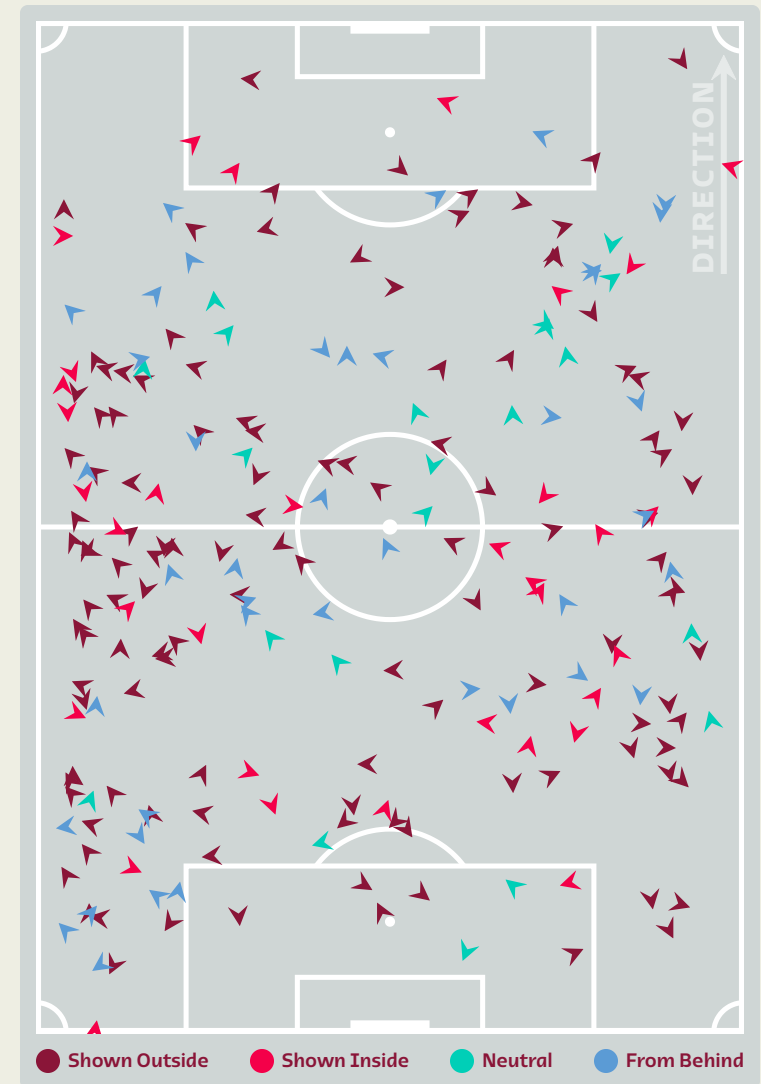 DIRECTION
Shown Outside
Shown Inside
Neutral
From Behind